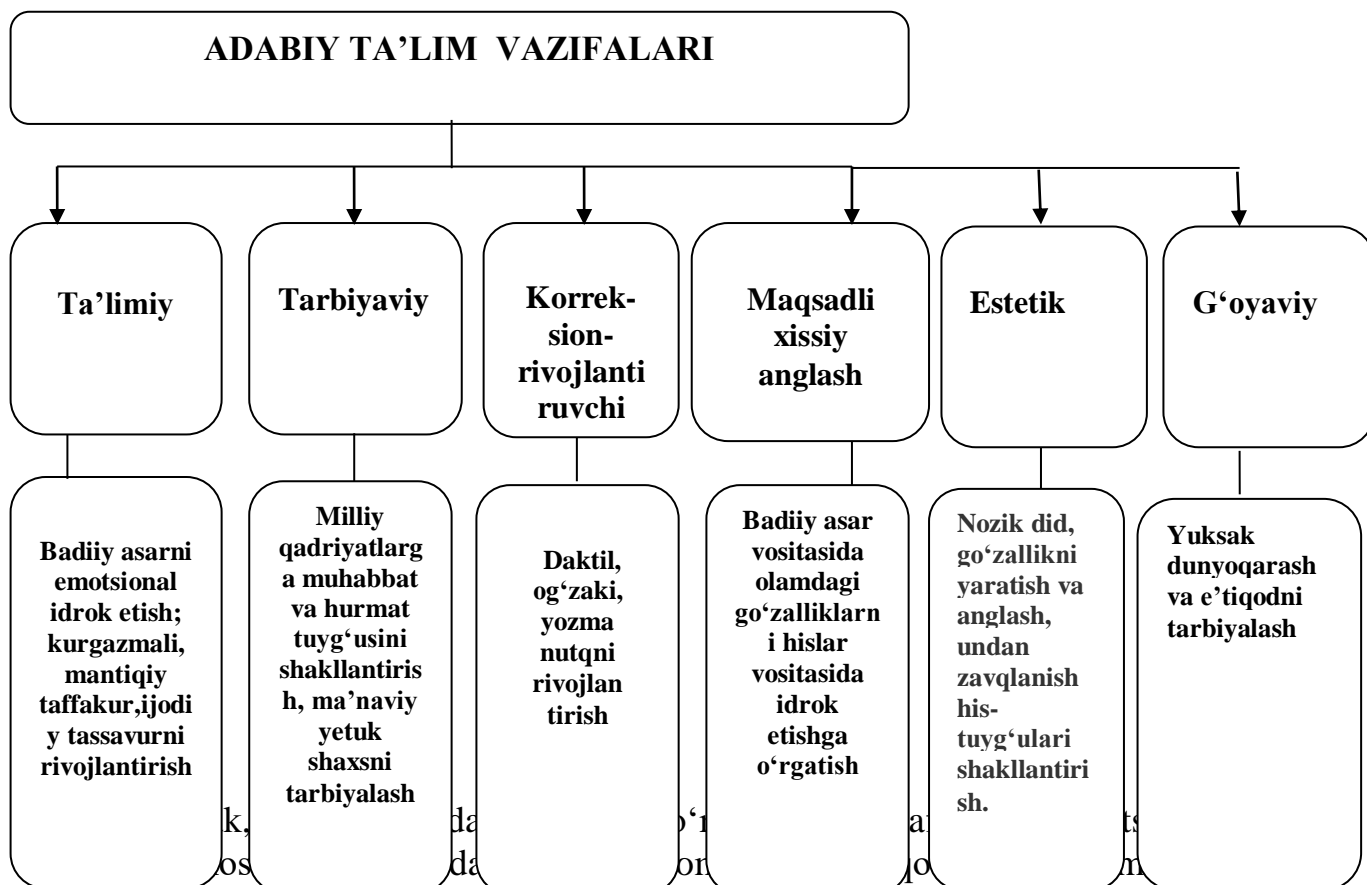 ADABIY TA’LIM VAZIFALARI
Ta’limiy
Tarbiyaviy
Korrek-
sion-
rivojlanti
ruvchi
Maqsadli
xissiy
anglash
Estetik
G‘oyaviy
Badiiy asarni
emotsional
idrok etish;
kurgazmali,
mantiqiy
taffakur,ijodi
y tassavurni
rivojlantirish
Milliy
qadriyatlarg
a muhabbat
va hurmat
tuyg‘usini
shakllantiris
h, ma’naviy
yetuk
shaxsni
tarbiyalash
Daktil,
og‘zaki,
yozma
nutqni
rivojlan
tirish
Badiiy asar
vositasida
olamdagi
go‘zalliklarn
i hislar
vositasida
idrok
etishga
o‘rgatish
Nozik did,
go‘zallikni
yaratish va
anglash,
undan
zavqlanish
his-
tuyg‘ulari
shakllantiri
sh.
Yuksak
dunyoqarash
va e’tiqodni
tarbiyalash